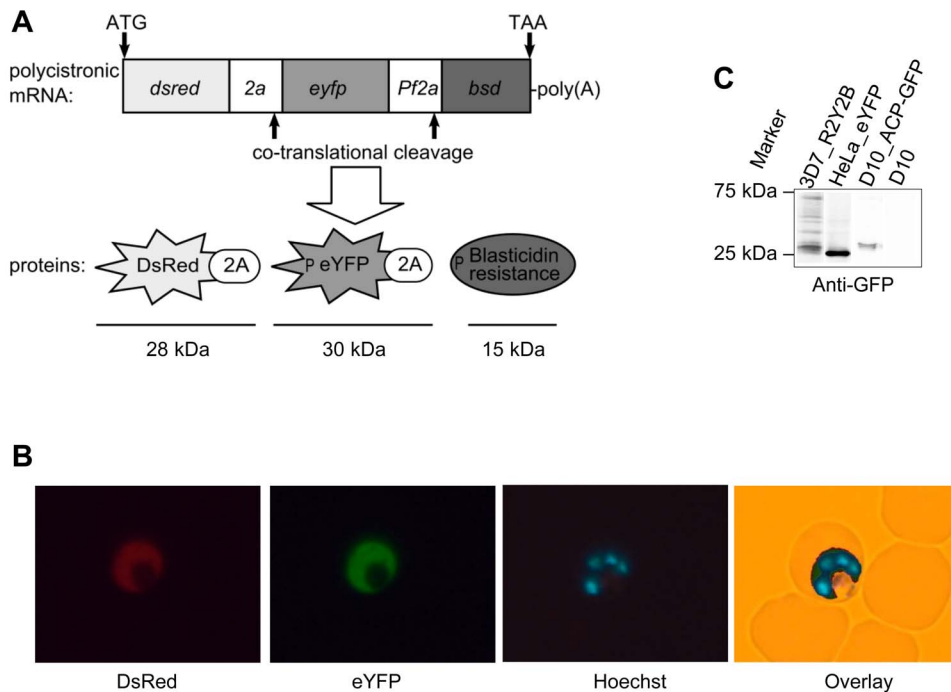 A
ATG
TAA
polycistronic
mRNA:
dsred 2a eyfp Pf2a bsd -poly(A)
co-translational cleavage
proteins:
DsRed 2A
P eYFP 2A
P Blasticidin
resistance
28 kDa 30 kDa 15 kDa
C
Marker
3D7_R2Y2B
HeLa_eYFP
D10_ACP-GFP
D10
75 kDa
25 kDa
Anti-GFP
B
DsRed eYFP Hoechst Overlay